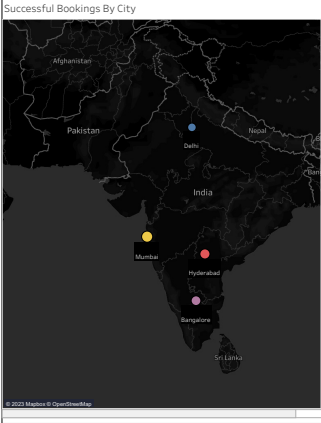 Successful Bookings By City
Afghanistan
Pakistan
Nepal
Delhi
Ban
India
Mumbai
Hyderabad
Bangalore
Sri Lanka
© 2023 Mapbox © OpenStreetMap